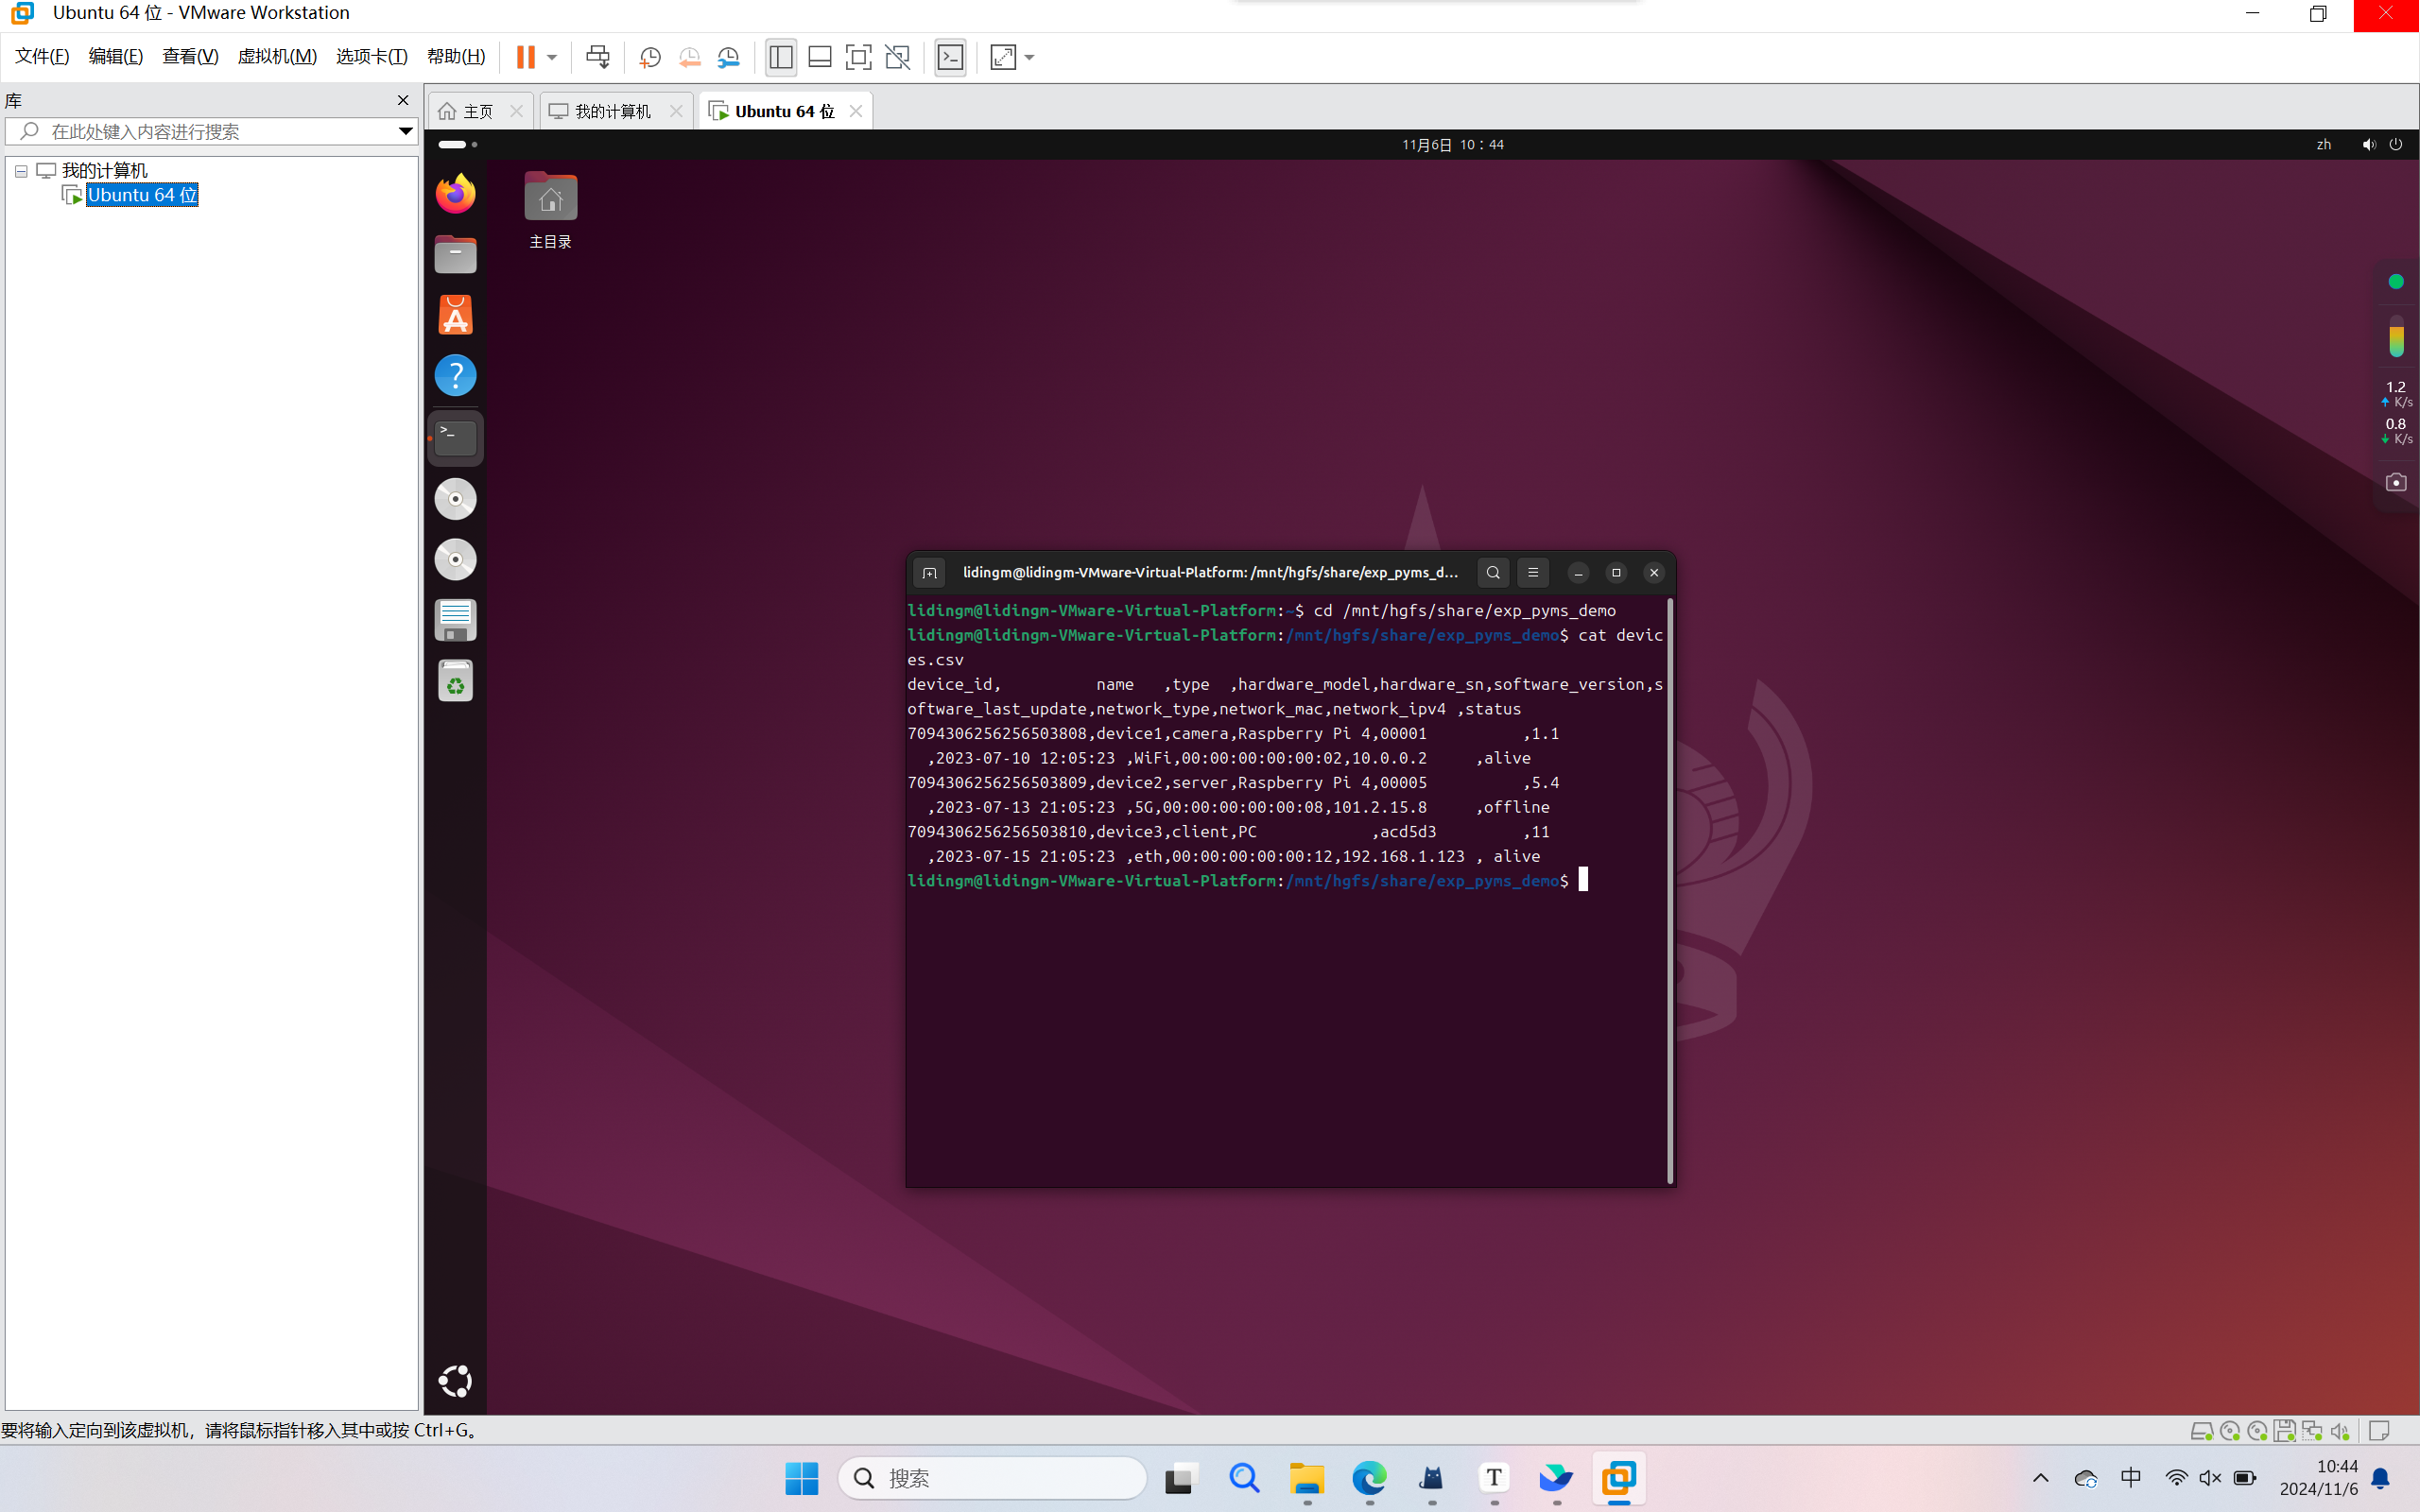 Ubuntu 64 位 - VMware Workstation
文件(F) 编辑(E) 查看(V) 虚拟机(M) 选项卡(T) 帮助(H)
库
在此处键入内容进行搜索
我的计算机
Ubuntu 64 位
主页 我的计算机 Ubuntu 64 位
11月6日 10：44
zh
主目录
1.2
K/s
0.8
K/s
lidingm@lidingm-VMware-Virtual-Platform: /mnt/hgfs/share/exp_pyms_d...
lidingm@lidingm-VMware-Virtual-Platform:~$ cd /mnt/hgfs/share/exp_pyms_demo
lidingm@lidingm-VMware-Virtual-Platform:/mnt/hgfs/share/exp_pyms_demo$ cat devic
es.csv
device_id,          name   ,type  ,hardware_model,hardware_sn,software_version,s
oftware_last_update,network_type,network_mac,network_ipv4 ,status
7094306256256503808,device1,camera,Raspberry Pi 4,00001          ,1.1
  ,2023-07-10 12:05:23 ,WiFi,00:00:00:00:00:02,10.0.0.2     ,alive
7094306256256503809,device2,server,Raspberry Pi 4,00005          ,5.4
  ,2023-07-13 21:05:23 ,5G,00:00:00:00:00:08,101.2.15.8     ,offline
7094306256256503810,device3,client,PC            ,acd5d3         ,11
  ,2023-07-15 21:05:23 ,eth,00:00:00:00:00:12,192.168.1.123 , alive
lidingm@lidingm-VMware-Virtual-Platform:/mnt/hgfs/share/exp_pyms_demo$
要将输入定向到该虚拟机，请将鼠标指针移入其中或按 Ctrl+G。
搜索
中
10:44
2024/11/6